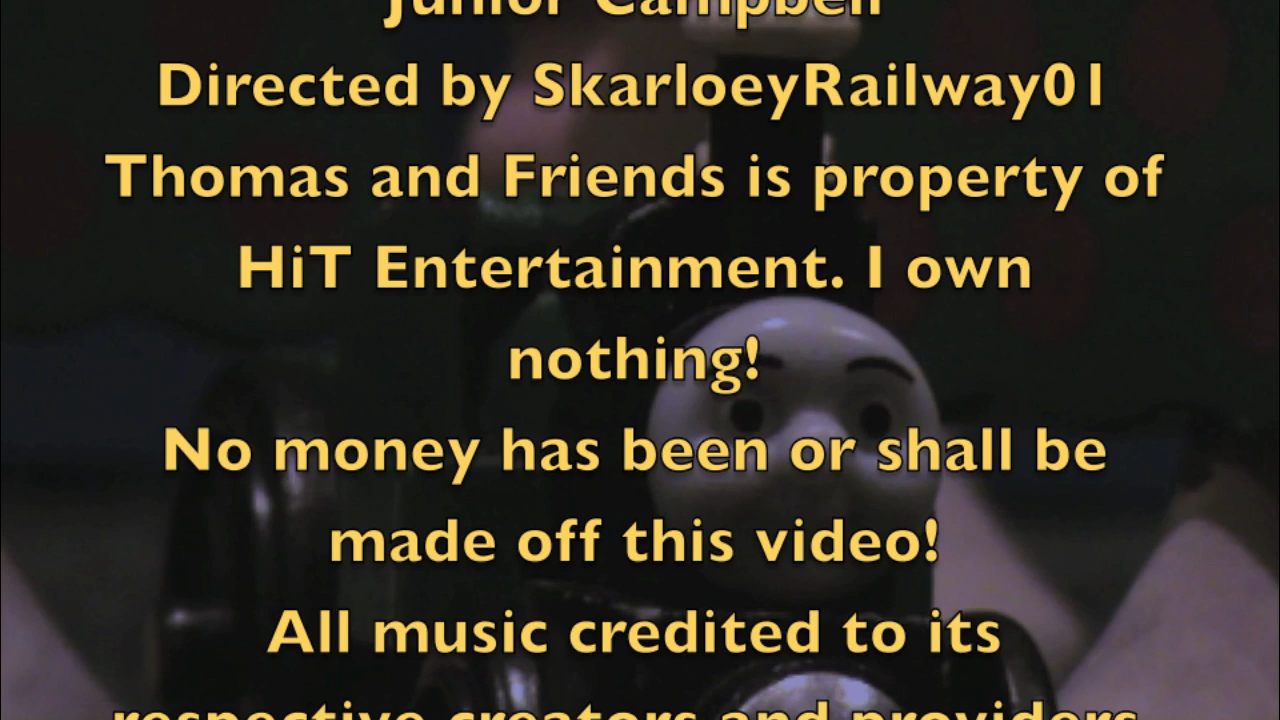 Junior Campbell
Directed by SkarloeyRailway01
Thomas and Friends is property of
HiT Entertainment. I own
nothing!
No money has been or shall be
made off this video!
All music credited to its
respective creators and providers